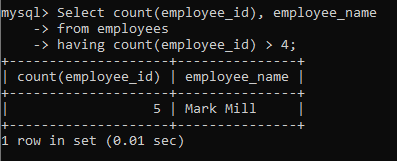 mysql> Select count(employee_id), employee_name
    -> from employees
    -> having count(employee_id) > 4;
+--------------------+---------------+
| count(employee_id) | employee_name |
+--------------------+---------------+
|                  5 | Mark Mill     |
+--------------------+---------------+
1 row in set (0.01 sec)